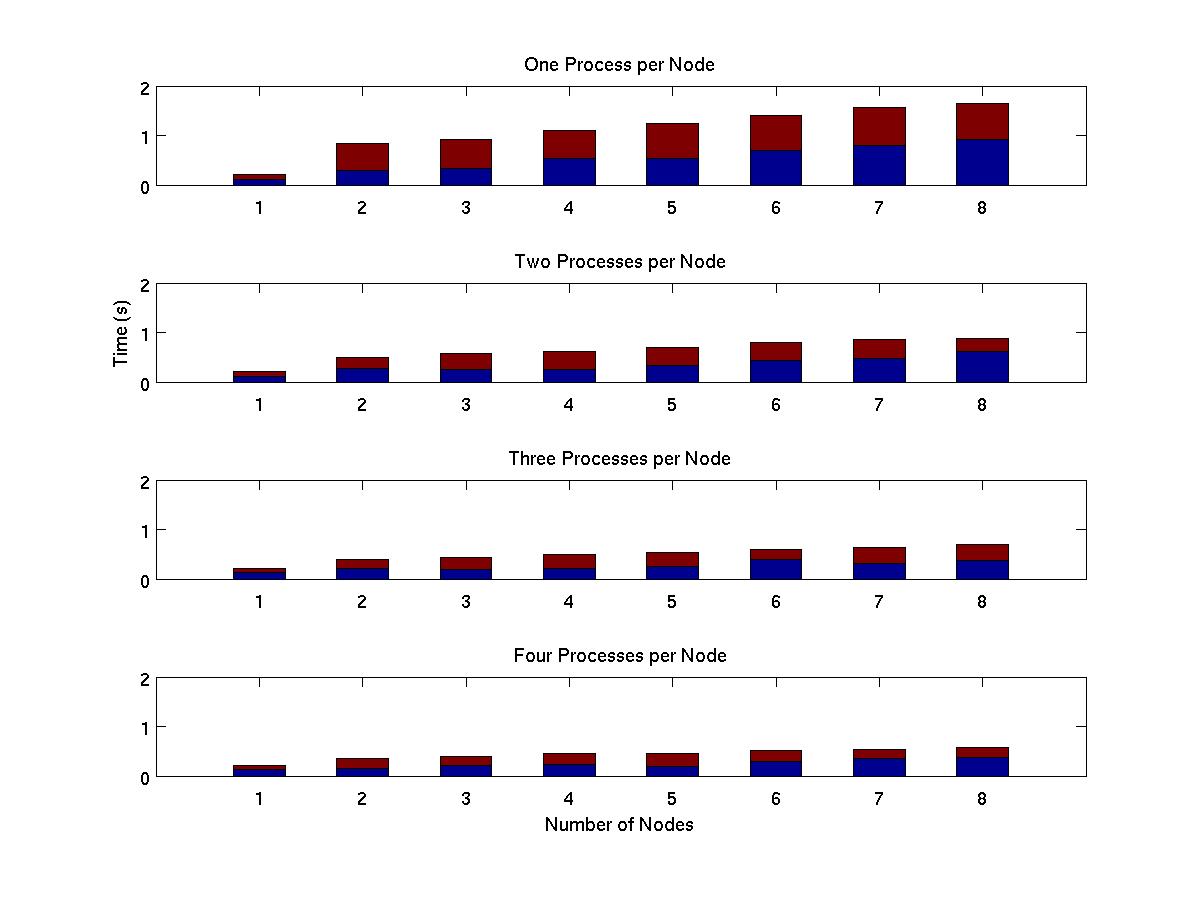 One Process per Node
2
1
0
1 2 3 4 5 6 7 8
Two Processes per Node
2
1
0
Time (s)
1 2 3 4 5 6 7 8
Three Processes per Node
2
1
0
1 2 3 4 5 6 7 8
Four Processes per Node
2
1
0
1 2 3 4 5 6 7 8
Number of Nodes